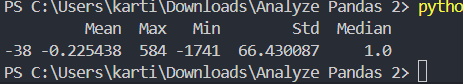 PS C:\Users\karti\Downloads\Analyze Pandas 2> python
Mean Max Min Std Median
-38 -0.225438 584 -1741 66.430087 1.0
PS C:\Users\karti\Downloads\Analyze Pandas 2>